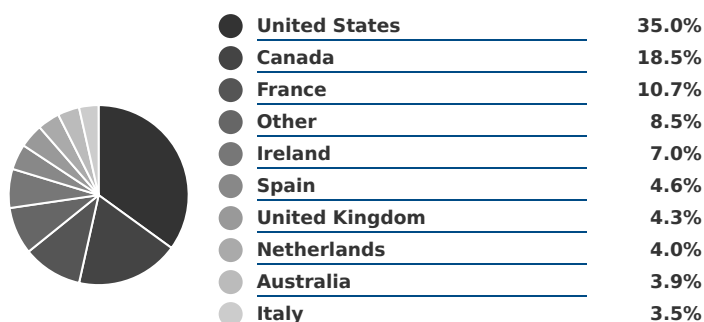 United States 35.0%
Canada 18.5%
France 10.7%
Other 8.5%
Ireland 7.0%
Spain 4.6%
United Kingdom 4.3%
Netherlands 4.0%
Australia 3.9%
Italy 3.5%